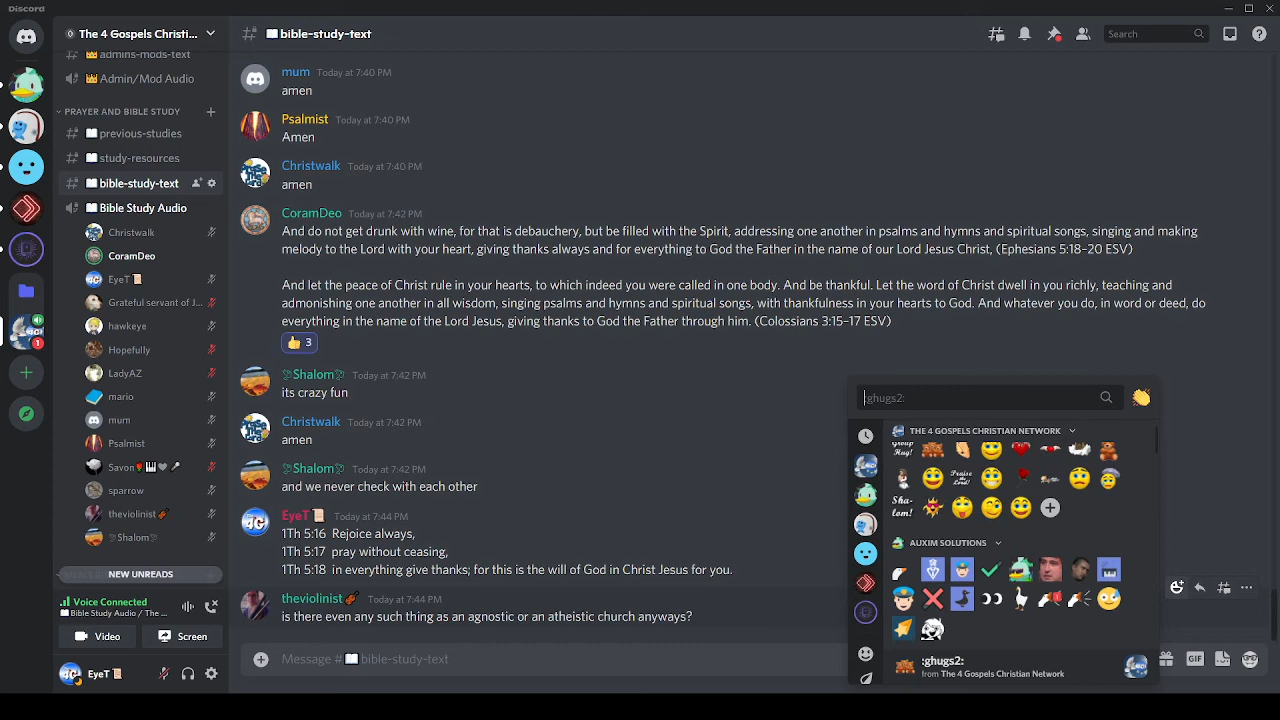 Discord
The 4 Gospels Christi...
bible-study-text
Search
admins-mods-text
Admin/Mod Audio
PRAYER AND BIBLE STUDY
previous-studies
study-resources
bible-study-text
Bible Study Audio
Christwalk
CoramDeo
EyeT
Grateful servant of J...
hawkeye
Hopefully
LadyAZ
mario
mum
Psalmist
Savon
sparrow
theviolinist
Shalom
NEW UNREADS
Voice Connected
Bible Study Audio / The ...
Video
Screen
EyeT
1
mum Today at 7:40 PM
amen
Psalmist Today at 7:40 PM
Amen
Christwalk Today at 7:40 PM
amen
CoramDeo Today at 7:42 PM
And do not get drunk with wine, for that is debauchery, but be filled with the Spirit, addressing one another in psalms and hymns and spiritual songs, singing and making
melody to the Lord with your heart, giving thanks always and for everything to God the Father in the name of our Lord Jesus Christ, (Ephesians 5:18–20 ESV)
And let the peace of Christ rule in your hearts, to which indeed you were called in one body. And be thankful. Let the word of Christ dwell in you richly, teaching and
admonishing one another in all wisdom, singing psalms and hymns and spiritual songs, with thankfulness in your hearts to God. And whatever you do, in word or deed, do
everything in the name of the Lord Jesus, giving thanks to God the Father through him. (Colossians 3:15–17 ESV)
3
Shalom Today at 7:42 PM
its crazy fun
Christwalk Today at 7:42 PM
amen
Shalom Today at 7:42 PM
and we never check with each other
EyeT Today at 7:44 PM
1Th 5:16 Rejoice always,
1Th 5:17 pray without ceasing,
1Th 5:18 in everything give thanks; for this is the will of God in Christ Jesus for you.
theviolinist Today at 7:44 PM
is there even any such thing as an agnostic or an atheistic church anyways?
Message # bible-study-text
GIF
:ghugs2:
THE 4 GOSPELS CHRISTIAN NETWORK
Hug!
Praise
the Lord!
Sha-
lom!
AUXIM SOLUTIONS
:ghugs2:
from The 4 Gospels Christian Network